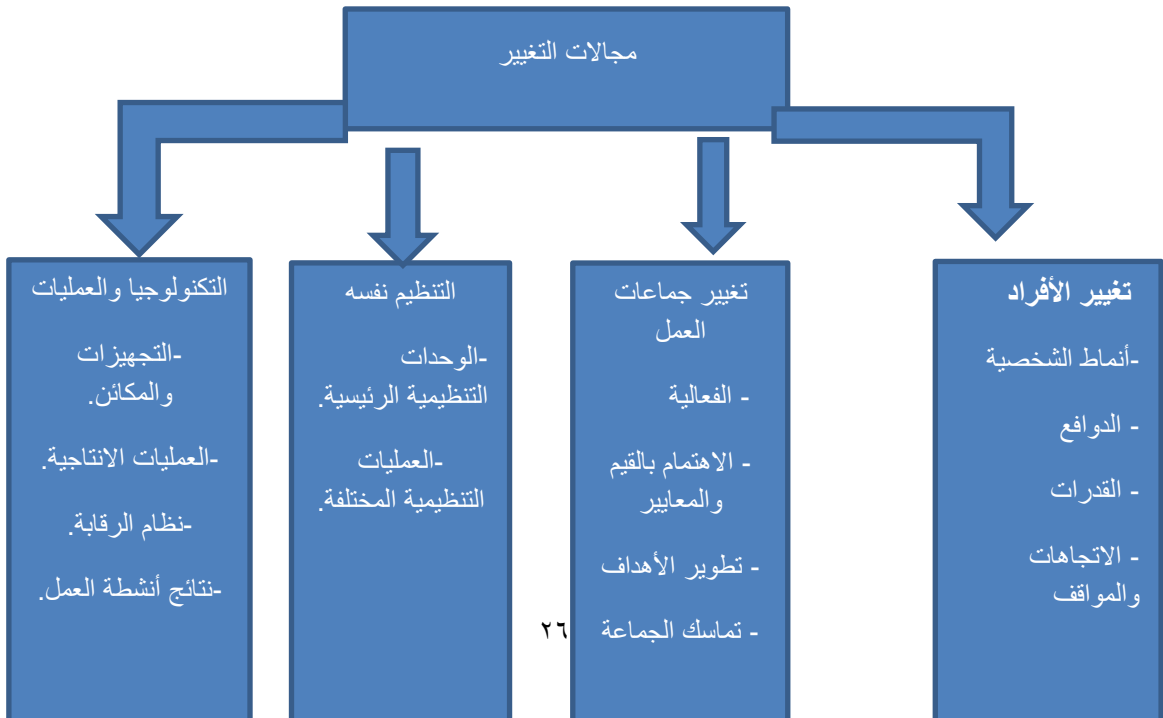 مجالات التغيير
تغيير الأفراد
-أنماط الشخصية
- الدوافع
- القدرات
- الاتجاهات
والمواقف
تغيير جماعات
العمل
- الفعالية
- الاهتمام بالقيم
والمعايير
- تطوير الأهداف
- تماسك الجماعة
التنظيم نفسه
-الوحدات
التنظيمية الرئيسية.
-العمليات
التنظيمية المختلفة.
التكنولوجيا والعمليات
-التجهيزات
والمكائن.
-العمليات الانتاجية.
-نظام الرقابة.
-نتائج أنشطة العمل.
٢٦